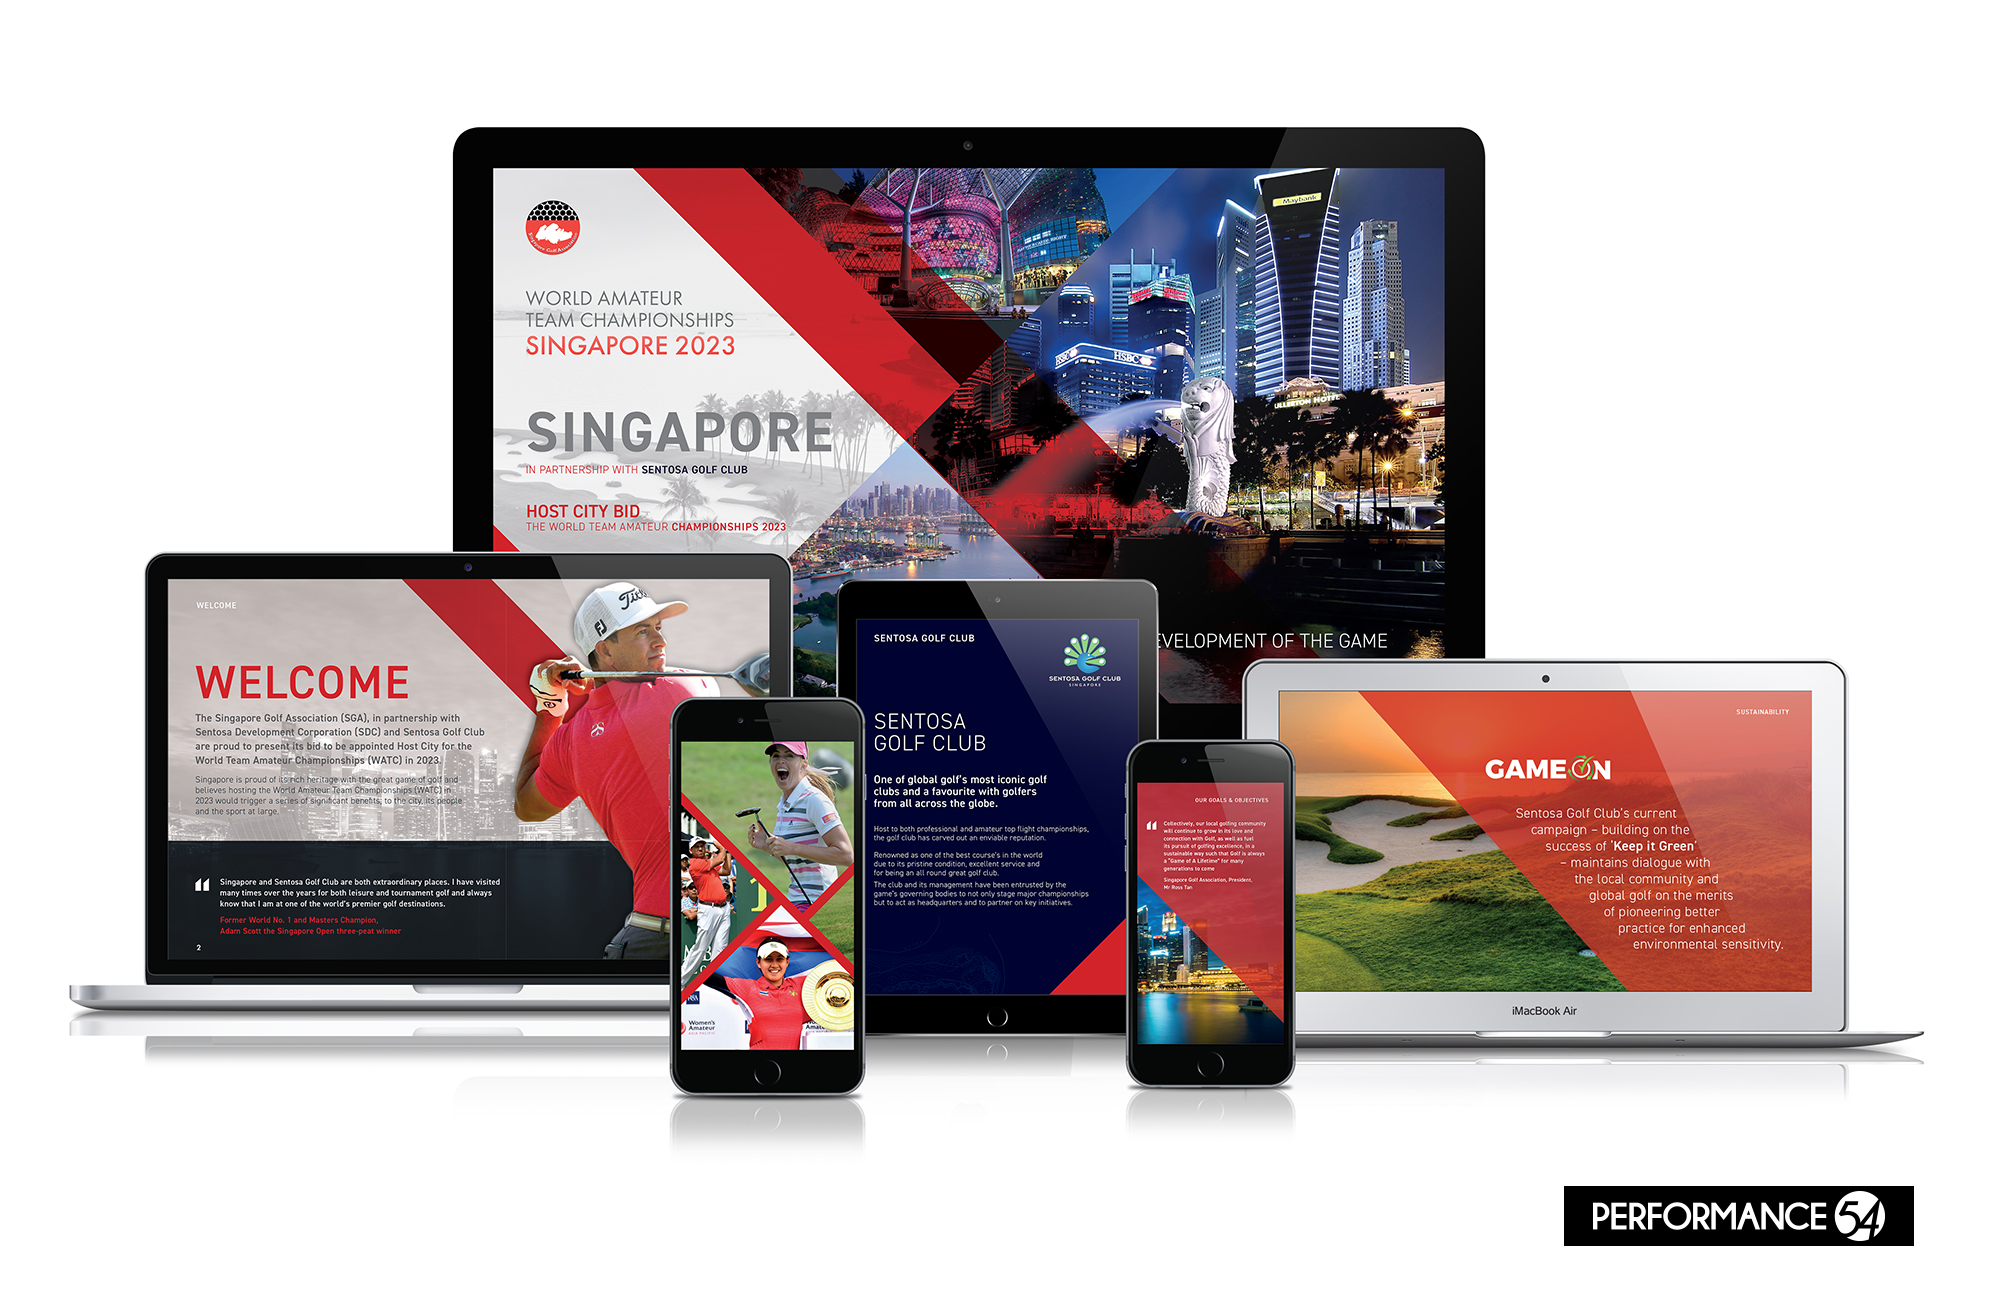 Singapore Golf Association
WORLD AMATEUR
TEAM CHAMPIONSHIPS
SINGAPORE 2023
SINGAPORE
IN PARTNERSHIP WITH SENTOSA GOLF CLUB
HOST CITY BID
THE WORLD TEAM AMATEUR CHAMPIONSHIPS 2023
Maybank
HSBC
HSBC
ULLERTON HOTEL
EVELOPMENT OF THE GAME
WELCOME
WELCOME
The Singapore Golf Association (SGA), in partnership with
Sentosa Development Corporation (SDC) and Sentosa Golf Club
are proud to present its bid to be appointed Host City for the
World Team Amateur Championships (WATC) in 2023.
Singapore is proud of its rich heritage with the great game of golf and
believes hosting the World Amateur Team Championships (WATC) in
2023 would trigger a series of significant benefits; to the city, its people
and the sport at large.
Singapore and Sentosa Golf Club are both extraordinary places. I have visited
many times over the years for both leisure and tournament golf and always
know that I am at one of the world's premier golf destinations.
Former World No. 1 and Masters Champion,
Adam Scott the Singapore Open three-peat winner
2
Titleist
FJ
Women's
Amateur
ASIA-PACIFIC
SENTOSA GOLF CLUB
SENTOSA GOLF CLUB
SINGAPORE
SENTOSA
GOLF CLUB
One of global golf's most iconic golf
clubs and a favourite with golfers
from all across the globe.
Host to both professional and amateur top flight championships,
the golf club has carved out an enviable reputation.
Renowned as one of the best course's in the world
due to its pristine condition, excellent service and
for being an all round great golf club.
The club and its management have been entrusted by the
game's governing bodies to not only stage major championships
but to act as headquarters and to partner on key initiatives.
OUR GOALS & OBJECTIVES
Collectively, our local golfing community
will continue to grow in its love and
connection with Golf, as well as fuel
its pursuit of golfing excellence, in a
sustainable way such that Golf is always
a "Game of A Lifetime" for many
generations to come
Singapore Golf Association, President,
Mr Ross Tan
SUSTAINABILITY
GAME ON
Sentosa Golf Club's current
campaign – building on the
success of 'Keep it Green'
– maintains dialogue with
the local community and
global golf on the merits
of pioneering better
practice for enhanced
environmental sensitivity.
iMacBook Air
PERFORMANCE54